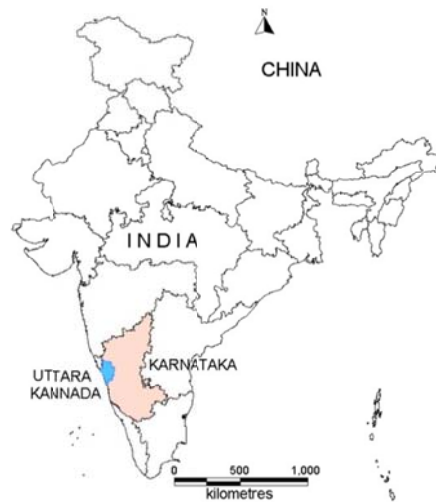 N
CHINA
INDIA
KARNATAKA
UTTARA
KANNADA
0 500 1,000
kilometres